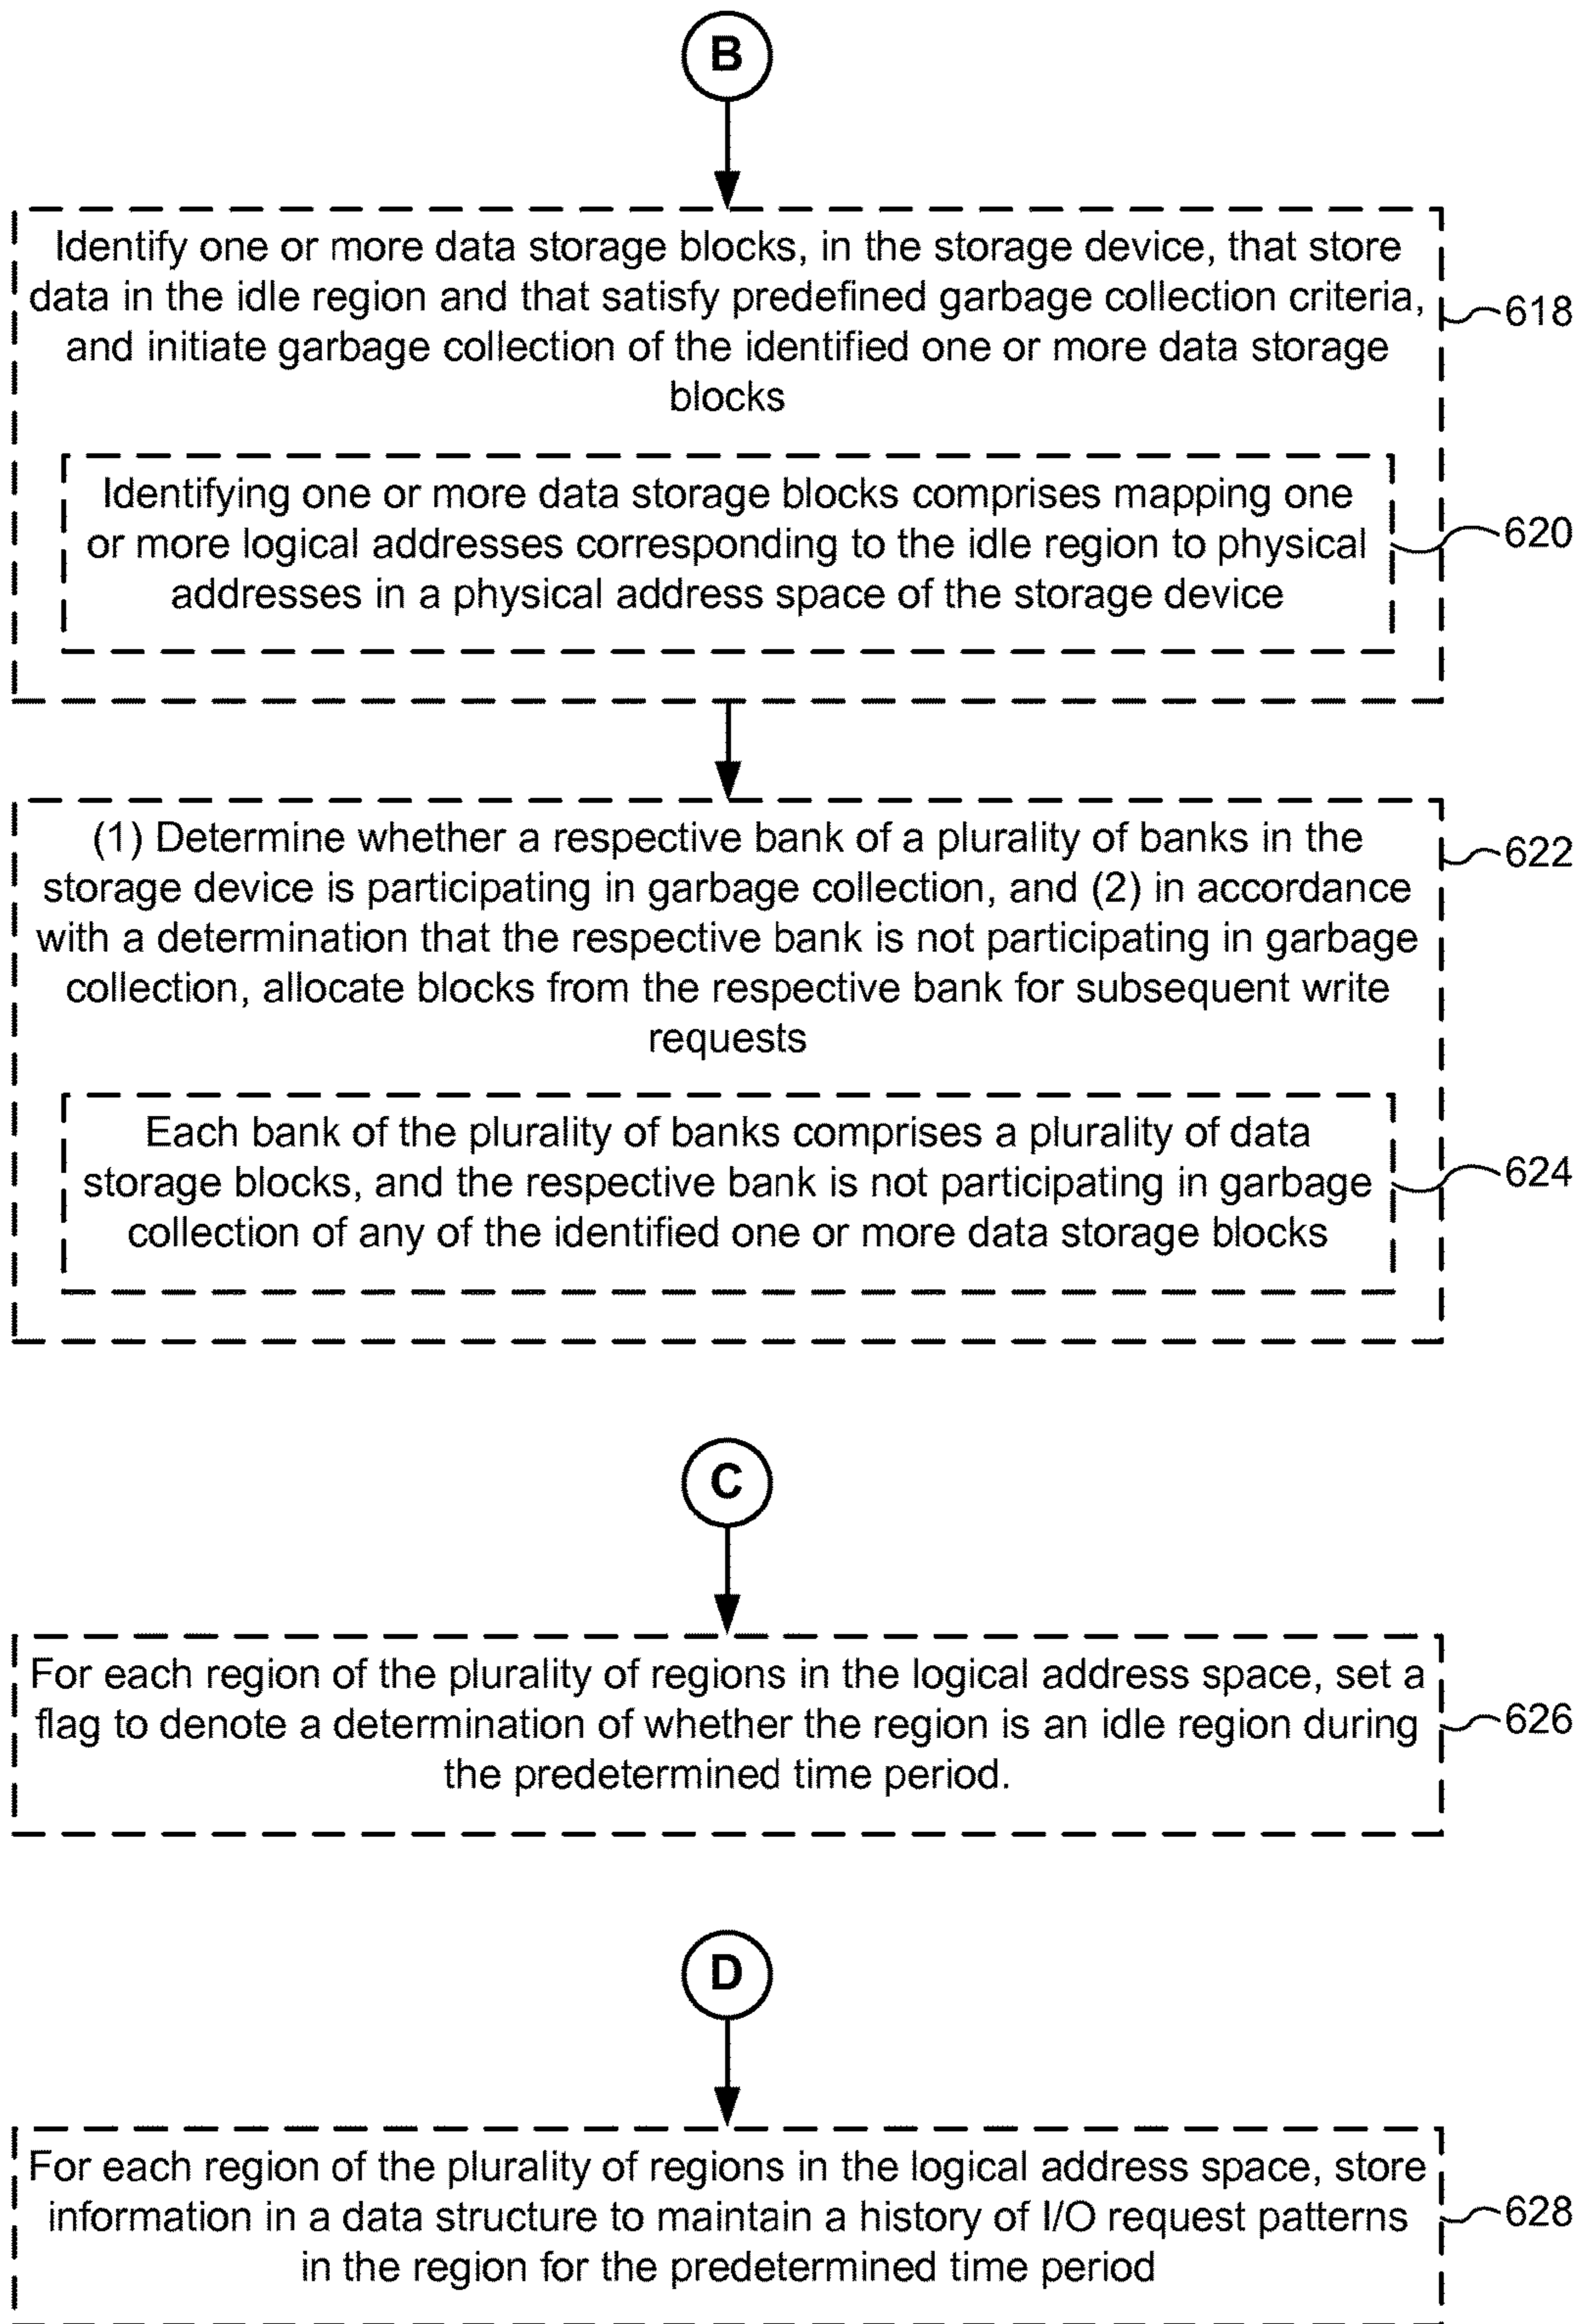 B
Identify one or more data storage blocks, in the storage device, that store
data in the idle region and that satisfy predefined garbage collection criteria,
and initiate garbage collection of the identified one or more data storage
blocks
618
Identifying one or more data storage blocks comprises mapping one
or more logical addresses corresponding to the idle region to physical
addresses in a physical address space of the storage device
620
(1) Determine whether a respective bank of a plurality of banks in the
storage device is participating in garbage collection, and (2) in accordance
with a determination that the respective bank is not participating in garbage
collection, allocate blocks from the respective bank for subsequent write
requests
622
Each bank of the plurality of banks comprises a plurality of data
storage blocks, and the respective bank is not participating in garbage
collection of any of the identified one or more data storage blocks
624
C
For each region of the plurality of regions in the logical address space, set a
flag to denote a determination of whether the region is an idle region during
the predetermined time period.
626
D
For each region of the plurality of regions in the logical address space, store
information in a data structure to maintain a history of I/O request patterns
in the region for the predetermined time period
628